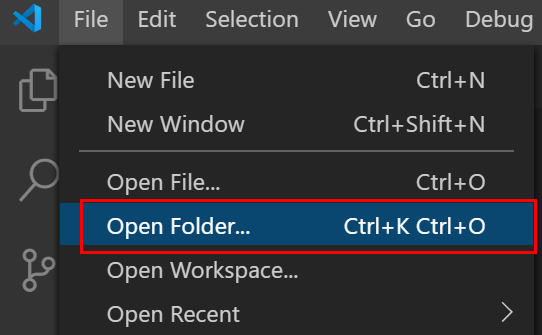 File Edit Selection View Go Debug
New File Ctrl+N
New Window Ctrl+Shift+N
Open File... Ctrl+O
Open Folder... Ctrl+K Ctrl+O
Open Workspace...
Open Recent